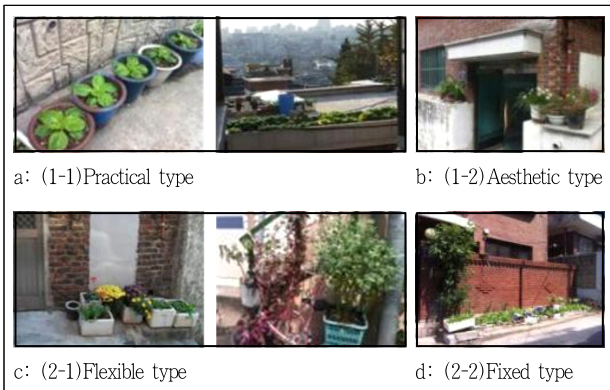 a: (1-1)Practical type
b: (1-2)Aesthetic type
c: (2-1)Flexible type
d: (2-2)Fixed type